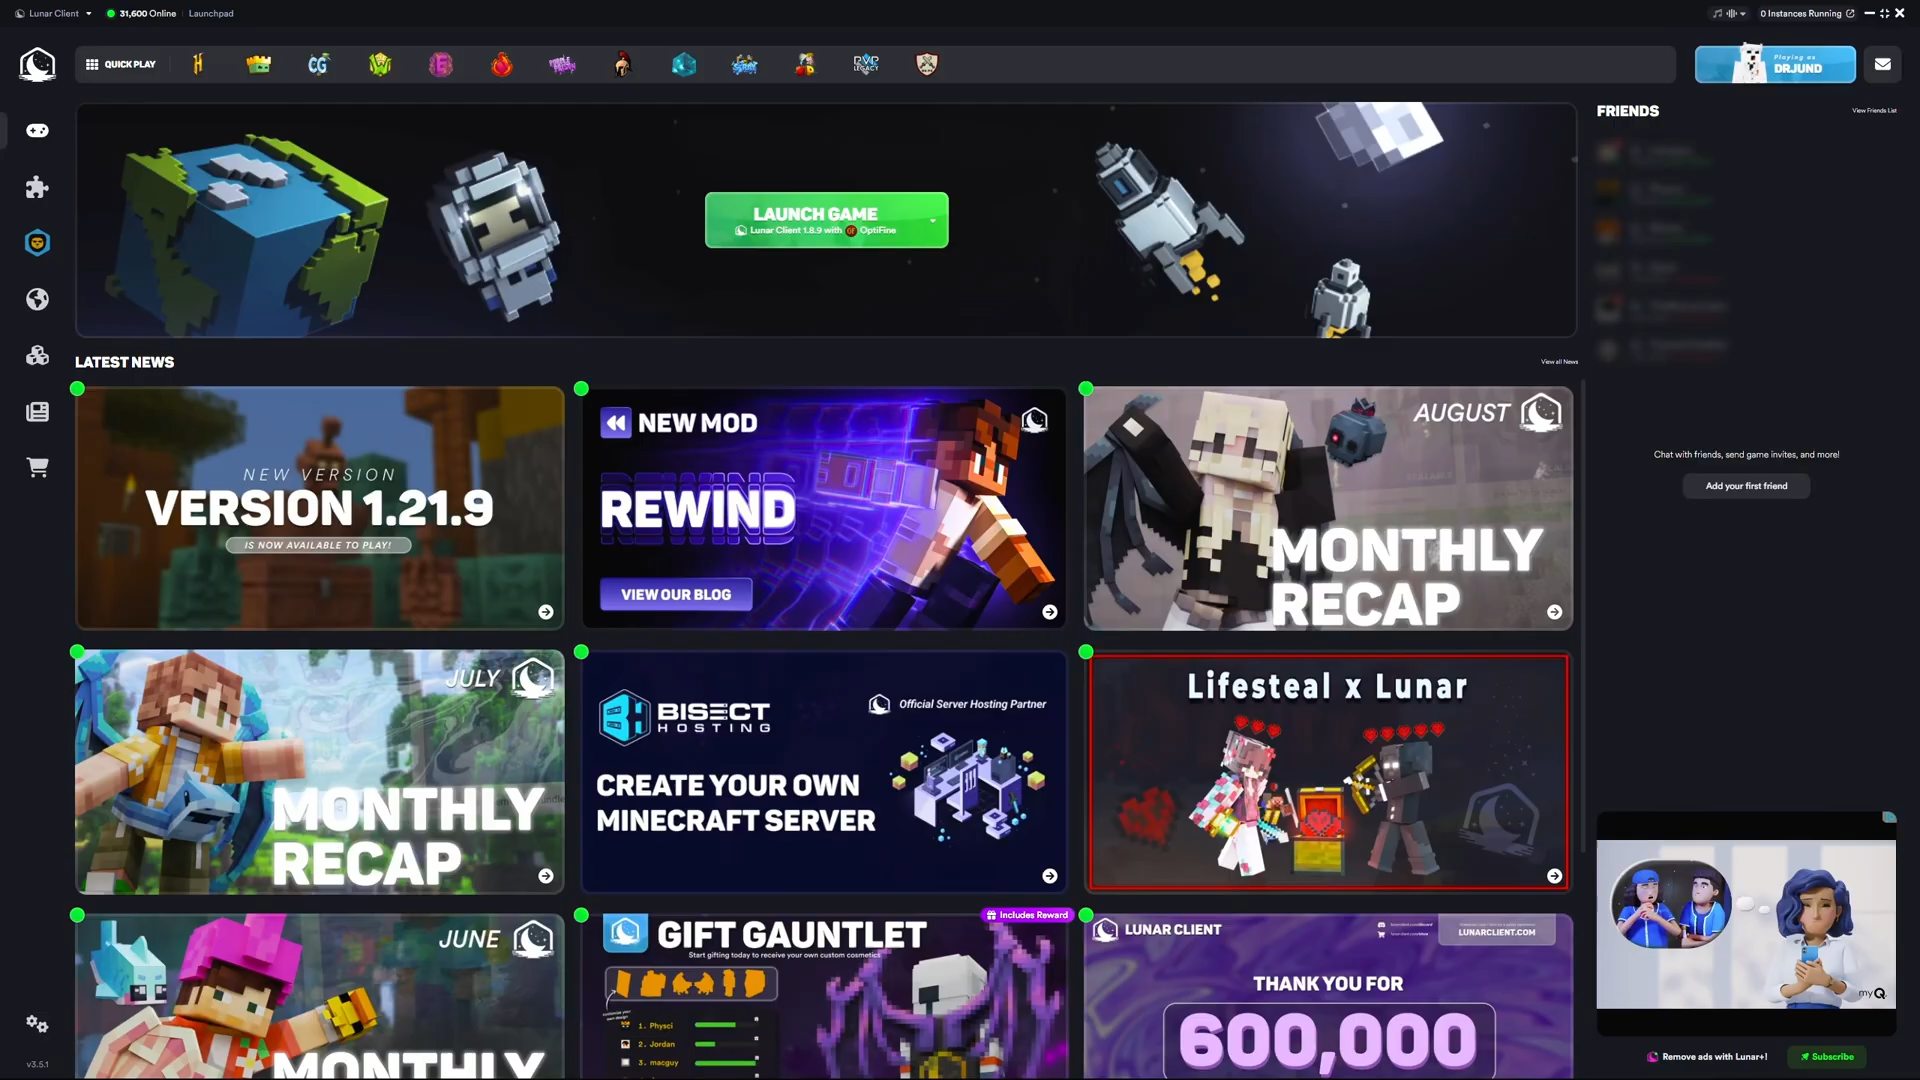 Lunar Client
31,600 Online
Launchpad
0 Instances Running
QUICK PLAY
CG
PVP
LEGACY
Playing as
DRJUND
FRIENDS
View Friends List
LAUNCH GAME
Lunar Client 1.8.9 with OF OptiFine
LATEST NEWS
View all News
NEW VERSION
VERSION 1.21.9
IS NOW AVAILABLE TO PLAY!
NEW MOD
REWIND
VIEW OUR BLOG
AUGUST
MONTHLY
RECAP
Chat with friends, send game invites, and more!
Add your first friend
JULY
MONTHLY
RECAP
BISECT
HOSTING
Official Server Hosting Partner
CREATE YOUR OWN
MINECRAFT SERVER
Lifesteal x Lunar
JUNE
MONTHLY
Includes Reward
GIFT GAUNTLET
Start gifting today to receive your own custom cosmetics
1. Physci
2. Jordan
3. macguy
LUNAR CLIENT
LUNARCLIENT.COM
THANK YOU FOR
600,000
myQ
Remove ads with Lunar+!
Subscribe
v3.5.1